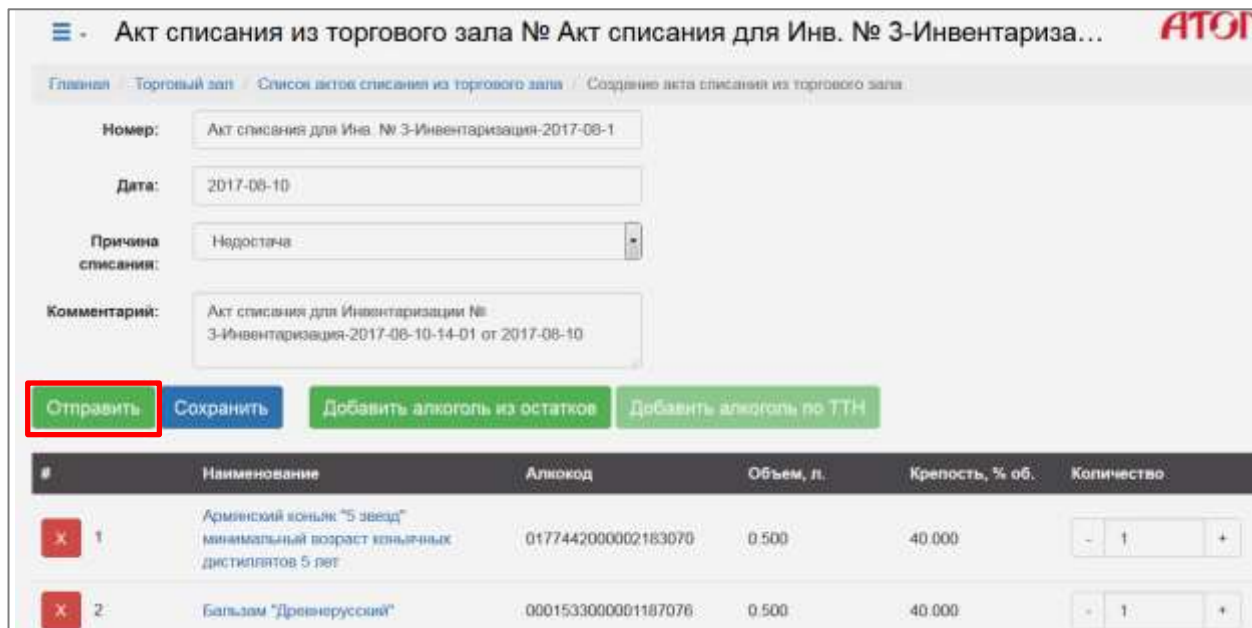 Акт списания из торгового зала № Акт списания для Инв. № 3-Инвентариза...
АТОЛ
Главная / Торговый зал / Список актов списания из торгового зала / Создание акта списания из торгового зала
Номер: Акт списания для Инв. № 3-Инвентаризация-2017-08-1
Дата: 2017-08-10
Причина списания: Недостача
Комментарий: Акт списания для Инвентаризации №
3-Инвентаризация-2017-08-10-14-01 от 2017-08-10
Отправить Сохранить Добавить алкоголь из остатков Добавить алкоголь по ТТН
# Наименование Алкокод Объем, л. Крепость, % об. Количество
Армянский коньяк "5 звезд"
X 1 минимальный возраст коньячных 0177442000002183070 0.500 40.000 - 1 +
дистиллятов 5 лет
X 2 Бальзам "Древнерусский" 0001533000001187076 0.500 40.000 - 1 +